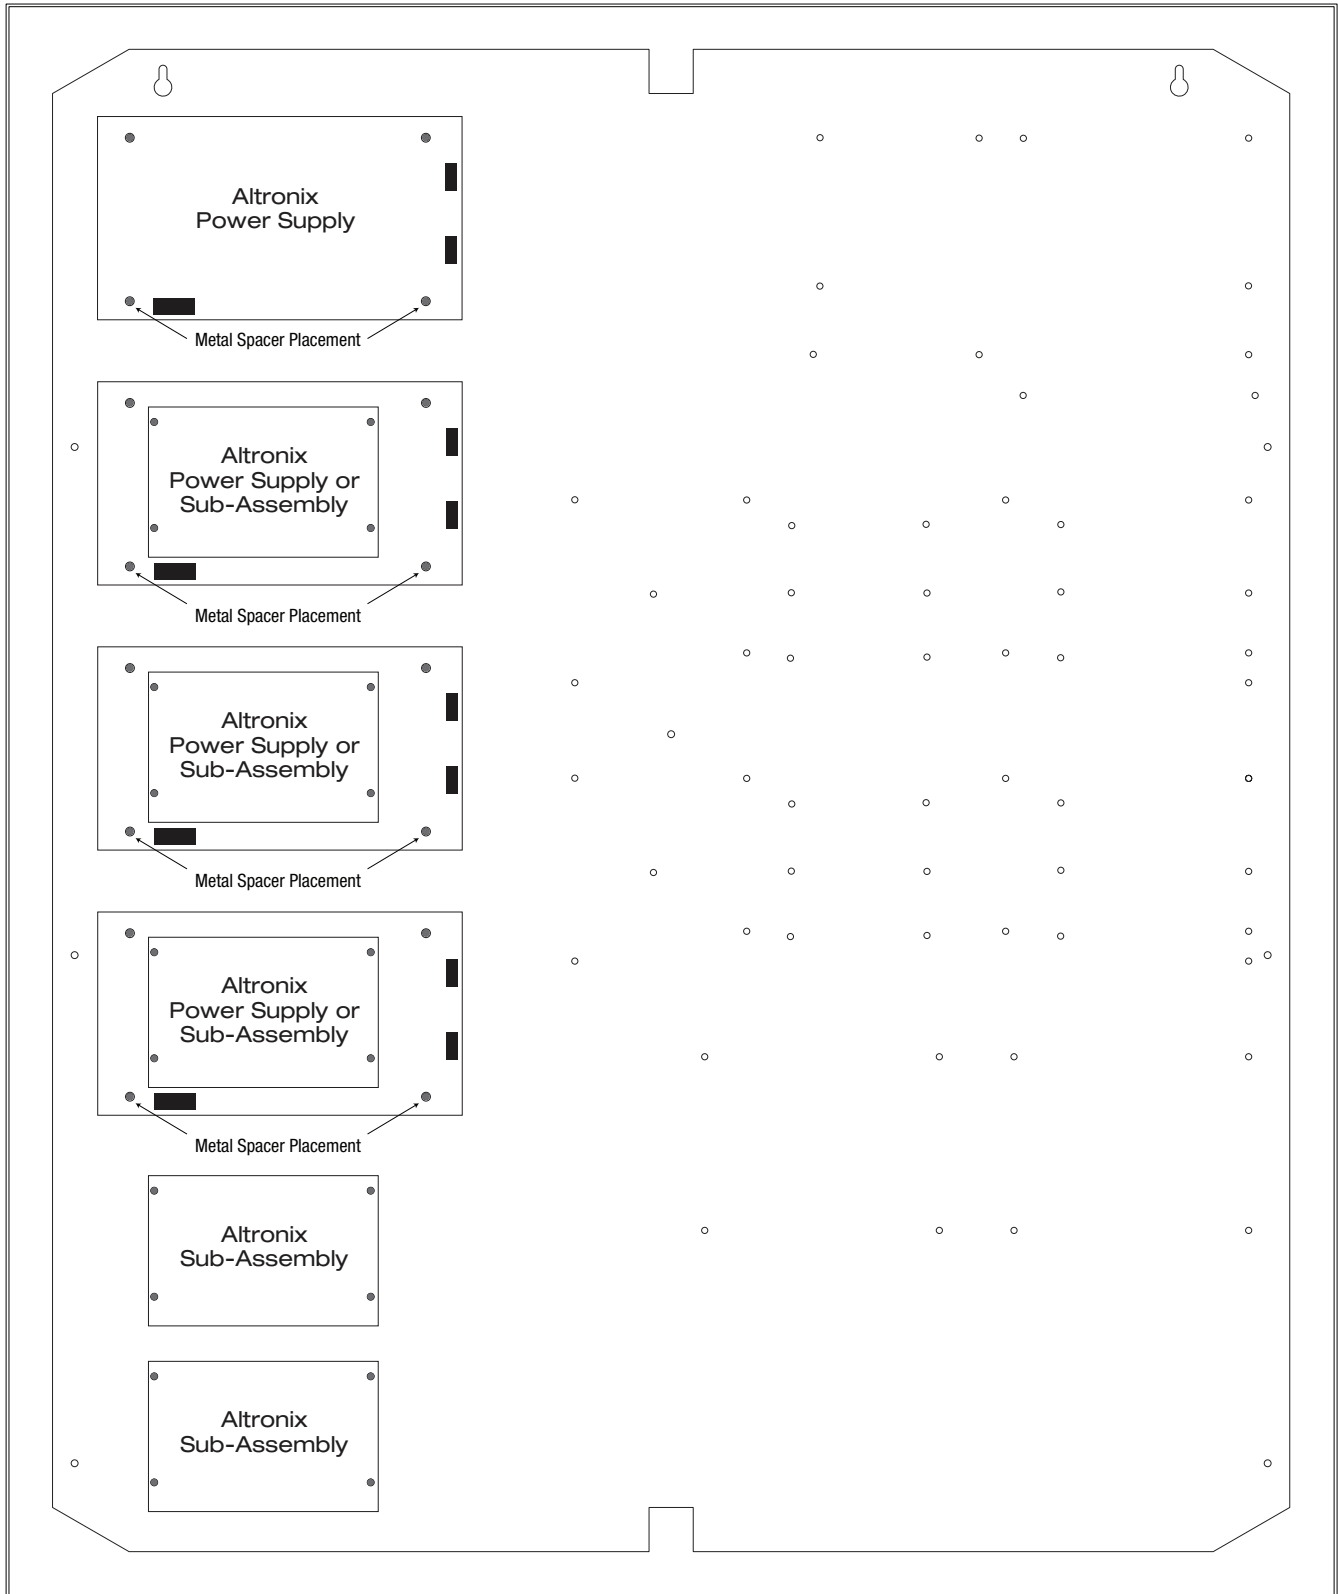 Altronix
Power Supply
Metal Spacer Placement
Altronix
Power Supply or
Sub-Assembly
Metal Spacer Placement
Altronix
Power Supply or
Sub-Assembly
Metal Spacer Placement
Altronix
Power Supply or
Sub-Assembly
Metal Spacer Placement
Altronix
Sub-Assembly
Altronix
Sub-Assembly